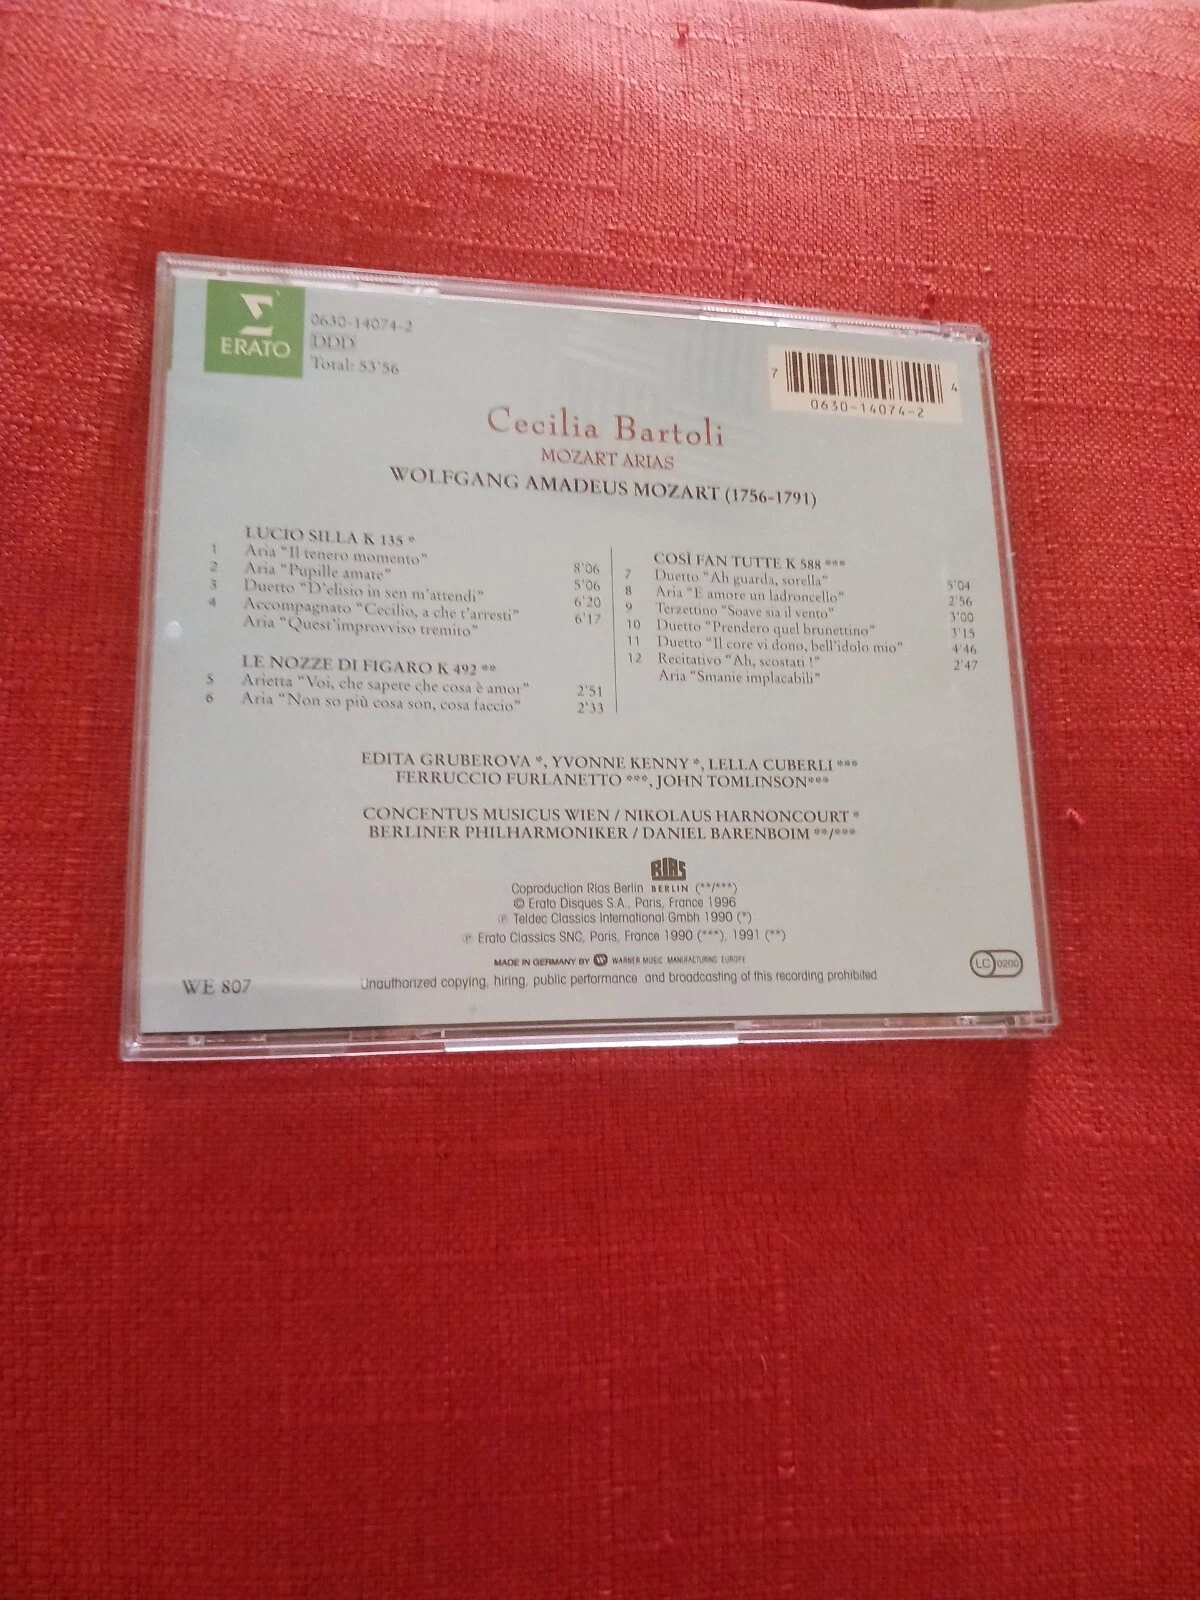 ERATO
0630-14074-2
DDD
Total: 53'56
7 4
0630-14074-2
Cecilia Bartoli
MOZART ARIAS
WOLFGANG AMADEUS MOZART (1756-1791)
LUCIO SILLA K 135 *
1 Aria "Il tenero momento" 8'06
2 Aria "Pupille amate" 5'06
3 Duetto "D'elisio in sen m'attendi" 6'20
4 Accompagnato "Cecilio, a che t'arresti" 6'17
Aria "Quest'improvviso tremito"
LE NOZZE DI FIGARO K 492 **
5 Arietta "Voi, che sapete che cosa è amor" 2'51
6 Aria "Non so più cosa son, cosa faccio" 2'33
COSÌ FAN TUTTE K 588 ***
7 Duetto "Ah guarda, sorella" 5'04
8 Aria "E amore un ladroncello" 2'56
9 Terzettino "Soave sia il vento" 3'00
10 Duetto "Prendero quel brunettino" 3'15
11 Duetto "Il core vi dono, bell'idolo mio" 4'46
12 Recitativo "Ah, scostati !" 2'47
Aria "Smanie implacabili"
EDITA GRUBEROVA *, YVONNE KENNY *, LELLA CUBERLI ***
FERRUCCIO FURLANETTO ***, JOHN TOMLINSON***
CONCENTUS MUSICUS WIEN / NIKOLAUS HARNONCOURT *
BERLINER PHILHARMONIKER / DANIEL BARENBOIM **/***
RIAS
Coproduction Rias Berlin BERLIN (**/***)
© Erato Disques S.A., Paris, France 1996
℗ Teldec Classics International Gmbh 1990 (*)
℗ Erato Classics SNC, Paris, France 1990 (***), 1991 (**)
MADE IN GERMANY BY WARNER MUSIC MANUFACTURING EUROPE
LC 0200
WE 807
Unauthorized copying, hiring, public performance and broadcasting of this recording prohibited